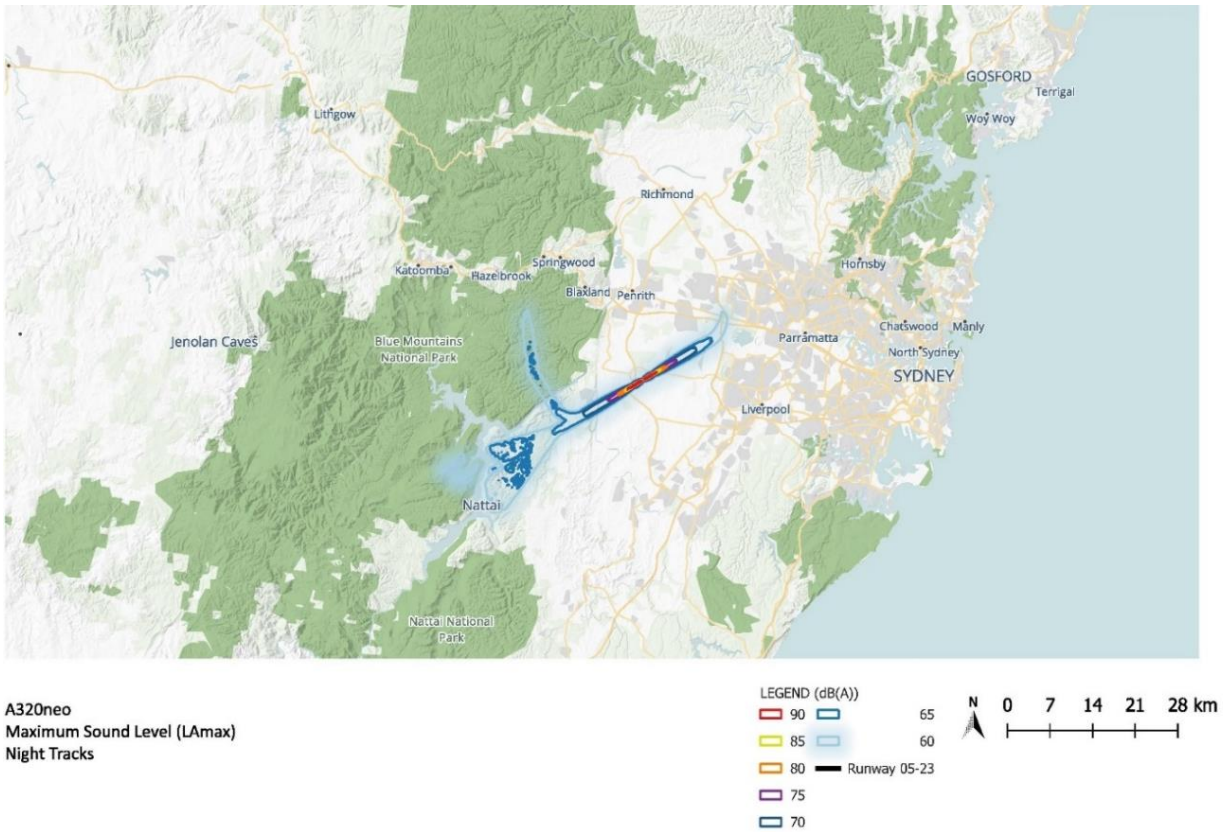 GOSFORD
Terrigal
Lithgow
Woy Woy
Richmond
Springwood
Hornsby
Katoomba
Hazelbrook
Blaxland
Penrith
Jenolan Caves
Blue Mountains
National Park
Parramatta
Chatswood
Manly
North Sydney
SYDNEY
Liverpool
Nattai
Nattai National
Park
A320neo
Maximum Sound Level (LAmax)
Night Tracks
LEGEND (dB(A))
90 65
85 60
80 Runway 05-23
75
70
N 0 7 14 21 28 km